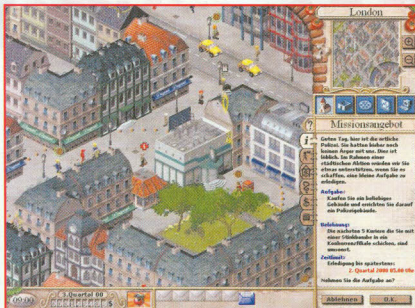 London
Missionsangebot
Guten Tag, hier ist die örtliche
Polizei. Sie hatten bisher noch
keinen Ärger mit uns. Dies ist
löblich. Im Rahmen einer
städtischen Aktion würden wir Sie
etwas unterstützen, wenn Sie es
schaffen, eine kleine Aufgabe zu
erledigen.
Aufgabe:
Kaufen Sie ein beliebiges
Gebäude und errichten Sie darauf
ein Polizeigebäude.
Belohnung:
Die nächsten 5 Kunden die Sie mit
einer Stinkbombe in ein
Konkurrenzfiliale schicken, sind
umsonst.
Zeitlimit:
Erledigung bis spätestens:
2. Quartal 2000 05.00 Uhr
Nehmen Sie die Aufgabe an?
Ablehnen
O.K.
09:00
3.Quartal 00